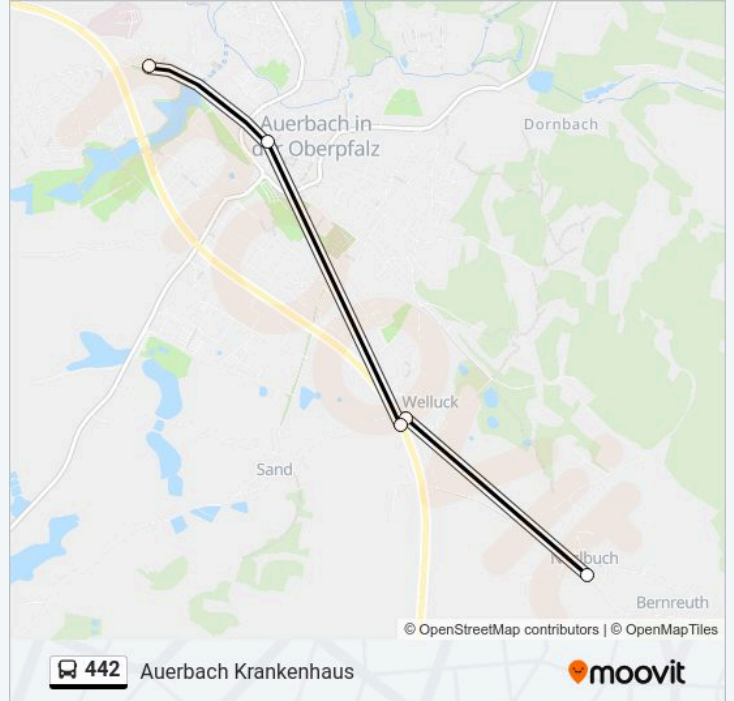 Auerbach in
der Oberpfalz
Dornbach
Welluck
Sand
Bernreuth
© OpenStreetMap contributors | © OpenMapTiles
442 Auerbach Krankenhaus
moovit